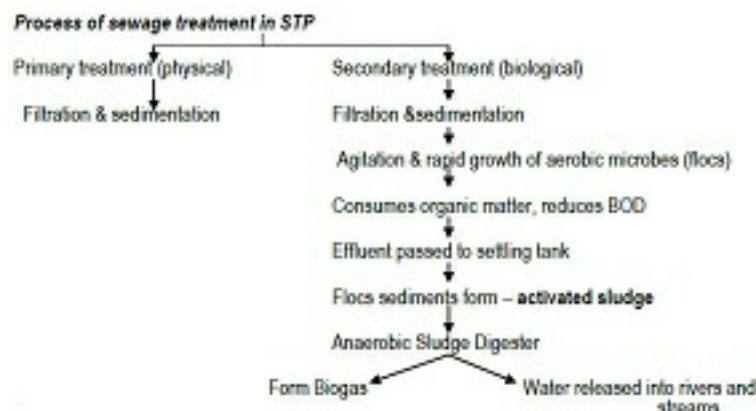 Process of sewage treatment in STP
Primary treatment (physical)
Secondary treatment (biological)
Filtration & sedimentation
Filtration &sedimentation
Agitation & rapid growth of aerobic microbes (flocs)
Consumes organic matter, reduces BOD
Effluent passed to settling tank
Flocs sediments form – activated sludge
Anaerobic Sludge Digester
Form Biogas
Water released into rivers and
streams